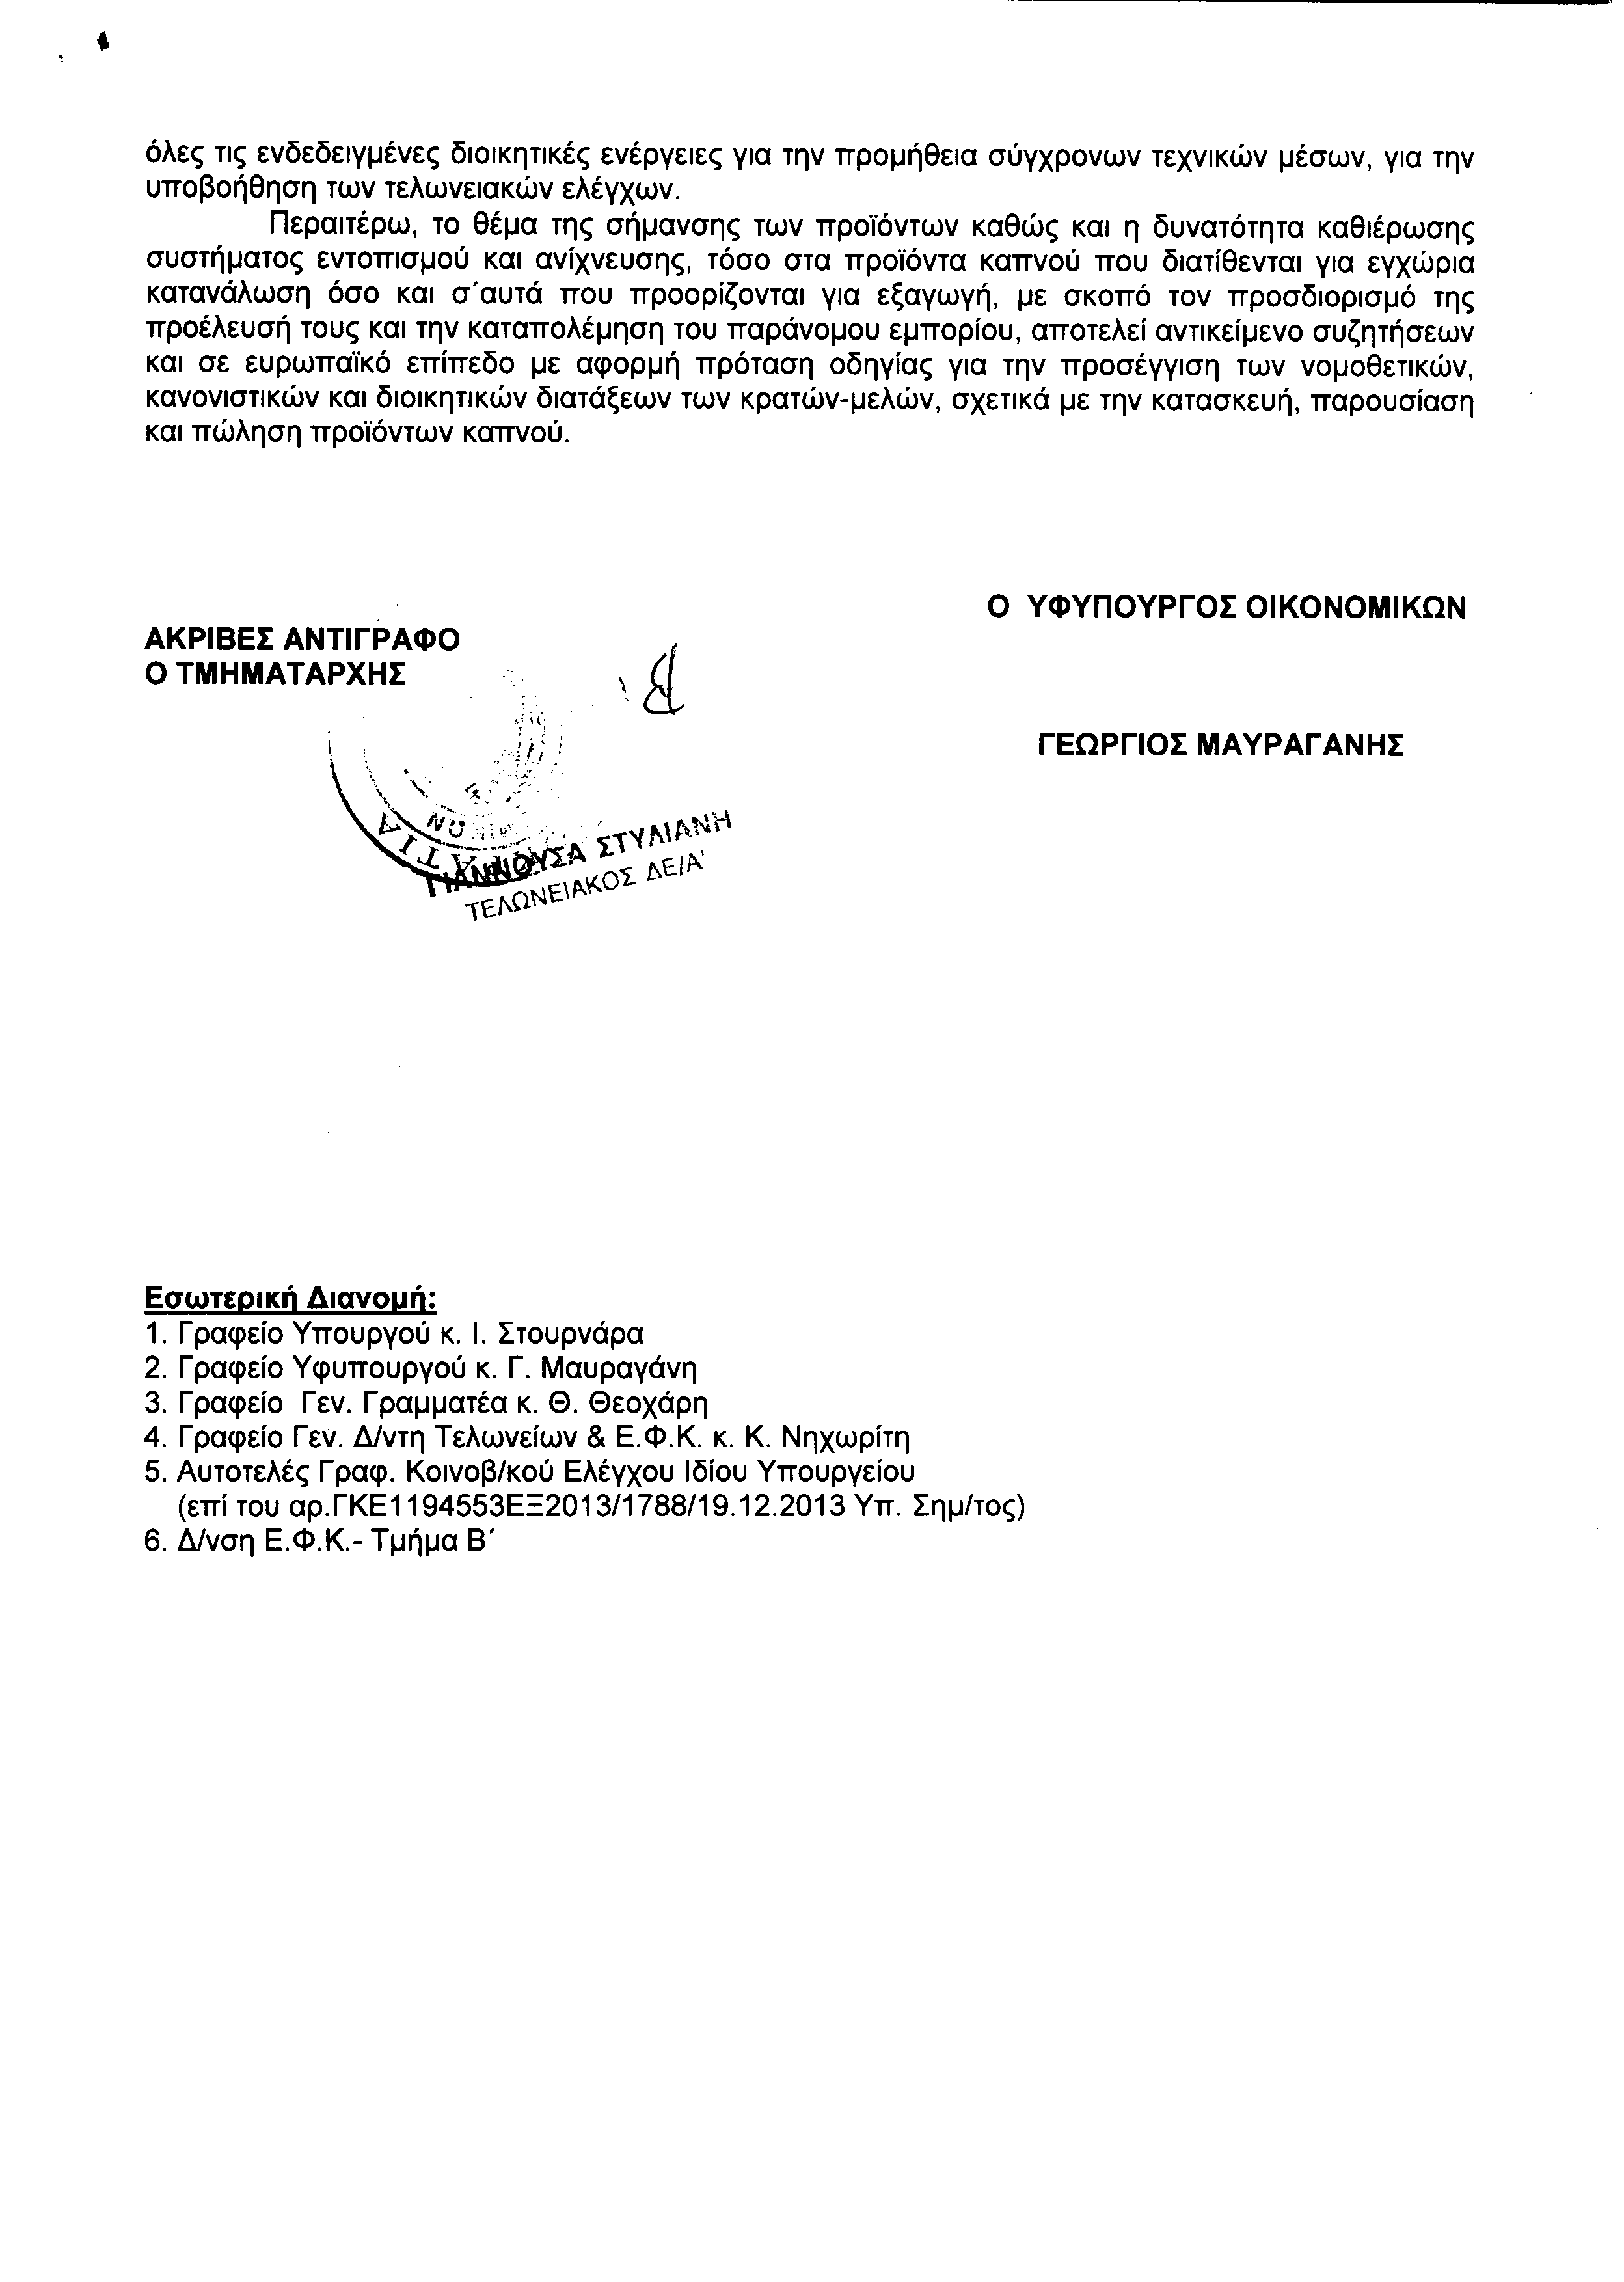 όλες τις ενδεδειγμένες διοικητικές ενέργειες για την προμήθεια σύγχρονων τεχνικών μέσων, για την
υποβοήθηση των τελωνειακών ελέγχων.
Περαιτέρω, το θέμα της σήμανσης των προϊόντων καθώς και η δυνατότητα καθιέρωσης
συστήματος εντοπισμού και ανίχνευσης, τόσο στα προϊόντα καπνού που διατίθενται για εγχώρια
κατανάλωση όσο και σ΄αυτά που προορίζονται για εξαγωγή, με σκοπό τον προσδιορισμό της
προέλευσή τους και την καταπολέμηση του παράνομου εμπορίου, αποτελεί αντικείμενο συζητήσεων
και σε ευρωπαϊκό επίπεδο με αφορμή πρόταση οδηγίας για την προσέγγιση των νομοθετικών,
κανονιστικών και διοικητικών διατάξεων των κρατών-μελών, σχετικά με την κατασκευή, παρουσίαση
και πώληση προϊόντων καπνού.
Ο ΥΦΥΠΟΥΡΓΟΣ ΟΙΚΟΝΟΜΙΚΩΝ
ΑΚΡΙΒΕΣ ΑΝΤΙΓΡΑΦΟ
Ο ΤΜΗΜΑΤΑΡΧΗΣ
ΓΕΩΡΓΙΟΣ ΜΑΥΡΑΓΑΝΗΣ
ΓΙΑΝΝΟΥΣΑ ΣΤΥΛΙΑΝΗ
ΤΕΛΩΝΕΙΑΚΟΣ ΔΕ/Α'
Εσωτερική Διανομή:
1. Γραφείο Υπουργού κ. Ι. Στουρνάρα
2. Γραφείο Υφυπουργού κ. Γ. Μαυραγάνη
3. Γραφείο Γεν. Γραμματέα κ. Θ. Θεοχάρη
4. Γραφείο Γεν. Δ/ντη Τελωνείων & Ε.Φ.Κ. κ. Κ. Νηχωρίτη
5. Αυτοτελές Γραφ. Κοινοβ/κού Ελέγχου Ιδίου Υπουργείου
(επί του αρ.ΓΚΕ1194553ΕΞ2013/1788/19.12.2013 Υπ. Σημ/τος)
6. Δ/νση Ε.Φ.Κ.- Τμήμα Β΄